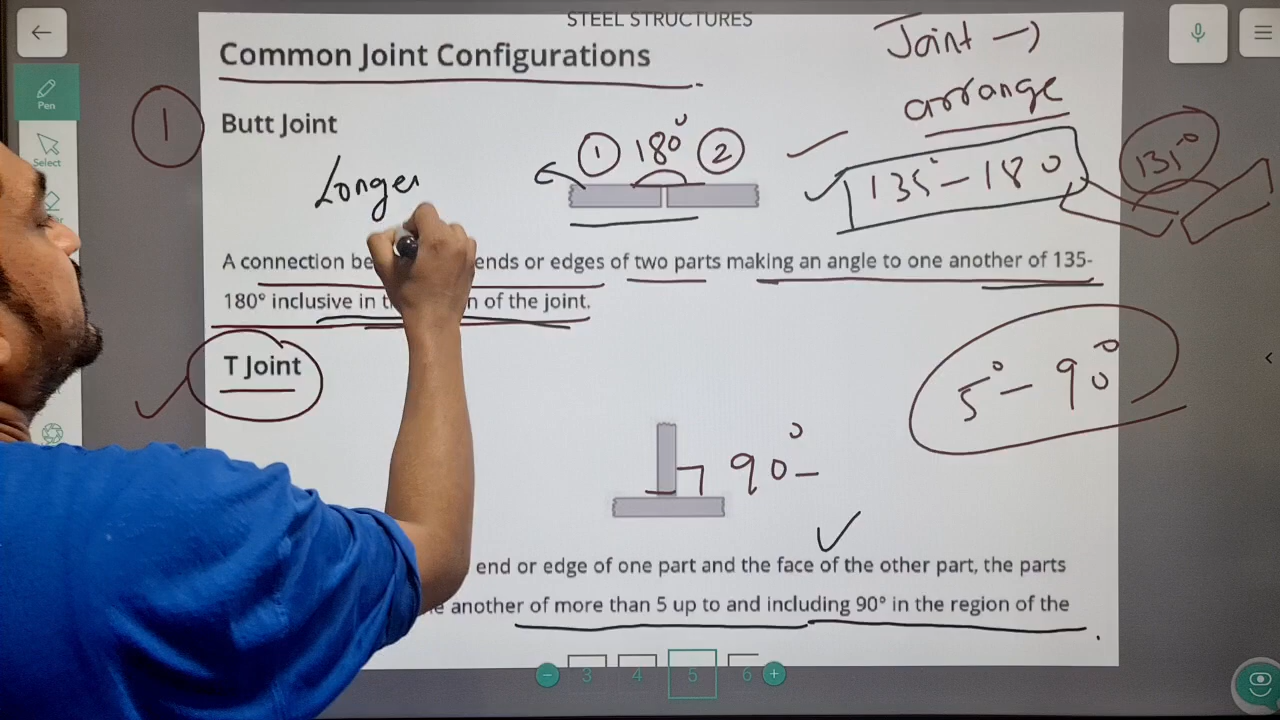 STEEL STRUCTURES
Common Joint Configurations
Joint →
arrange
Pen
Select
1
Butt Joint
1 180° 2
135° - 180
131°
Longer
A connection be ends or edges of two parts making an angle to one another of 135-
180° inclusive in t n of the joint.
T Joint
5° - 90°
90°
end or edge of one part and the face of the other part, the parts
another of more than 5 up to and including 90° in the region of the
3 4 5 6